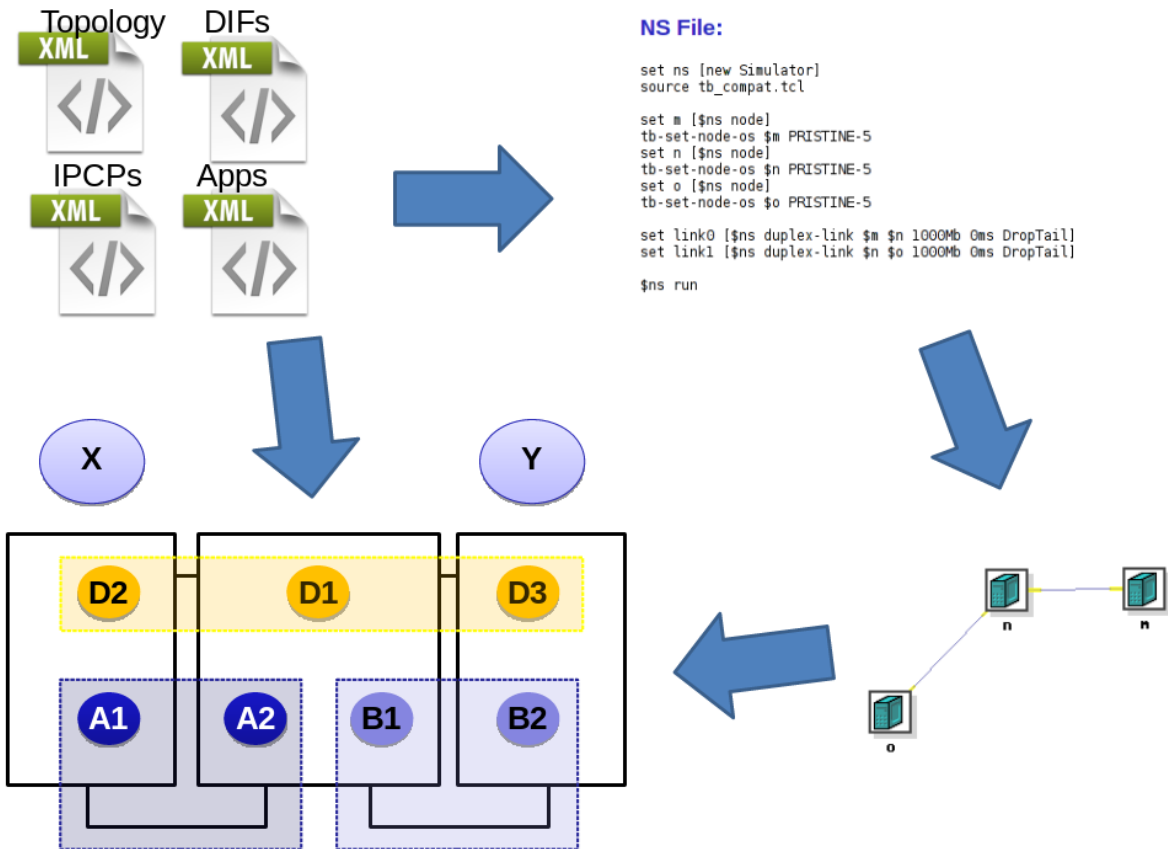 Topology DIFs
XML XML
IPCPs Apps
XML XML
NS File:
set ns [new Simulator]
source tb_compat.tcl
set m [$ns node]
tb-set-node-os $m PRISTINE-5
set n [$ns node]
tb-set-node-os $n PRISTINE-5
set o [$ns node]
tb-set-node-os $o PRISTINE-5
set link0 [$ns duplex-link $m $n 1000Mb 0ms DropTail]
set link1 [$ns duplex-link $n $o 1000Mb 0ms DropTail]
$ns run
X Y
D2 D1 D3
A1 A2 B1 B2
n m
o